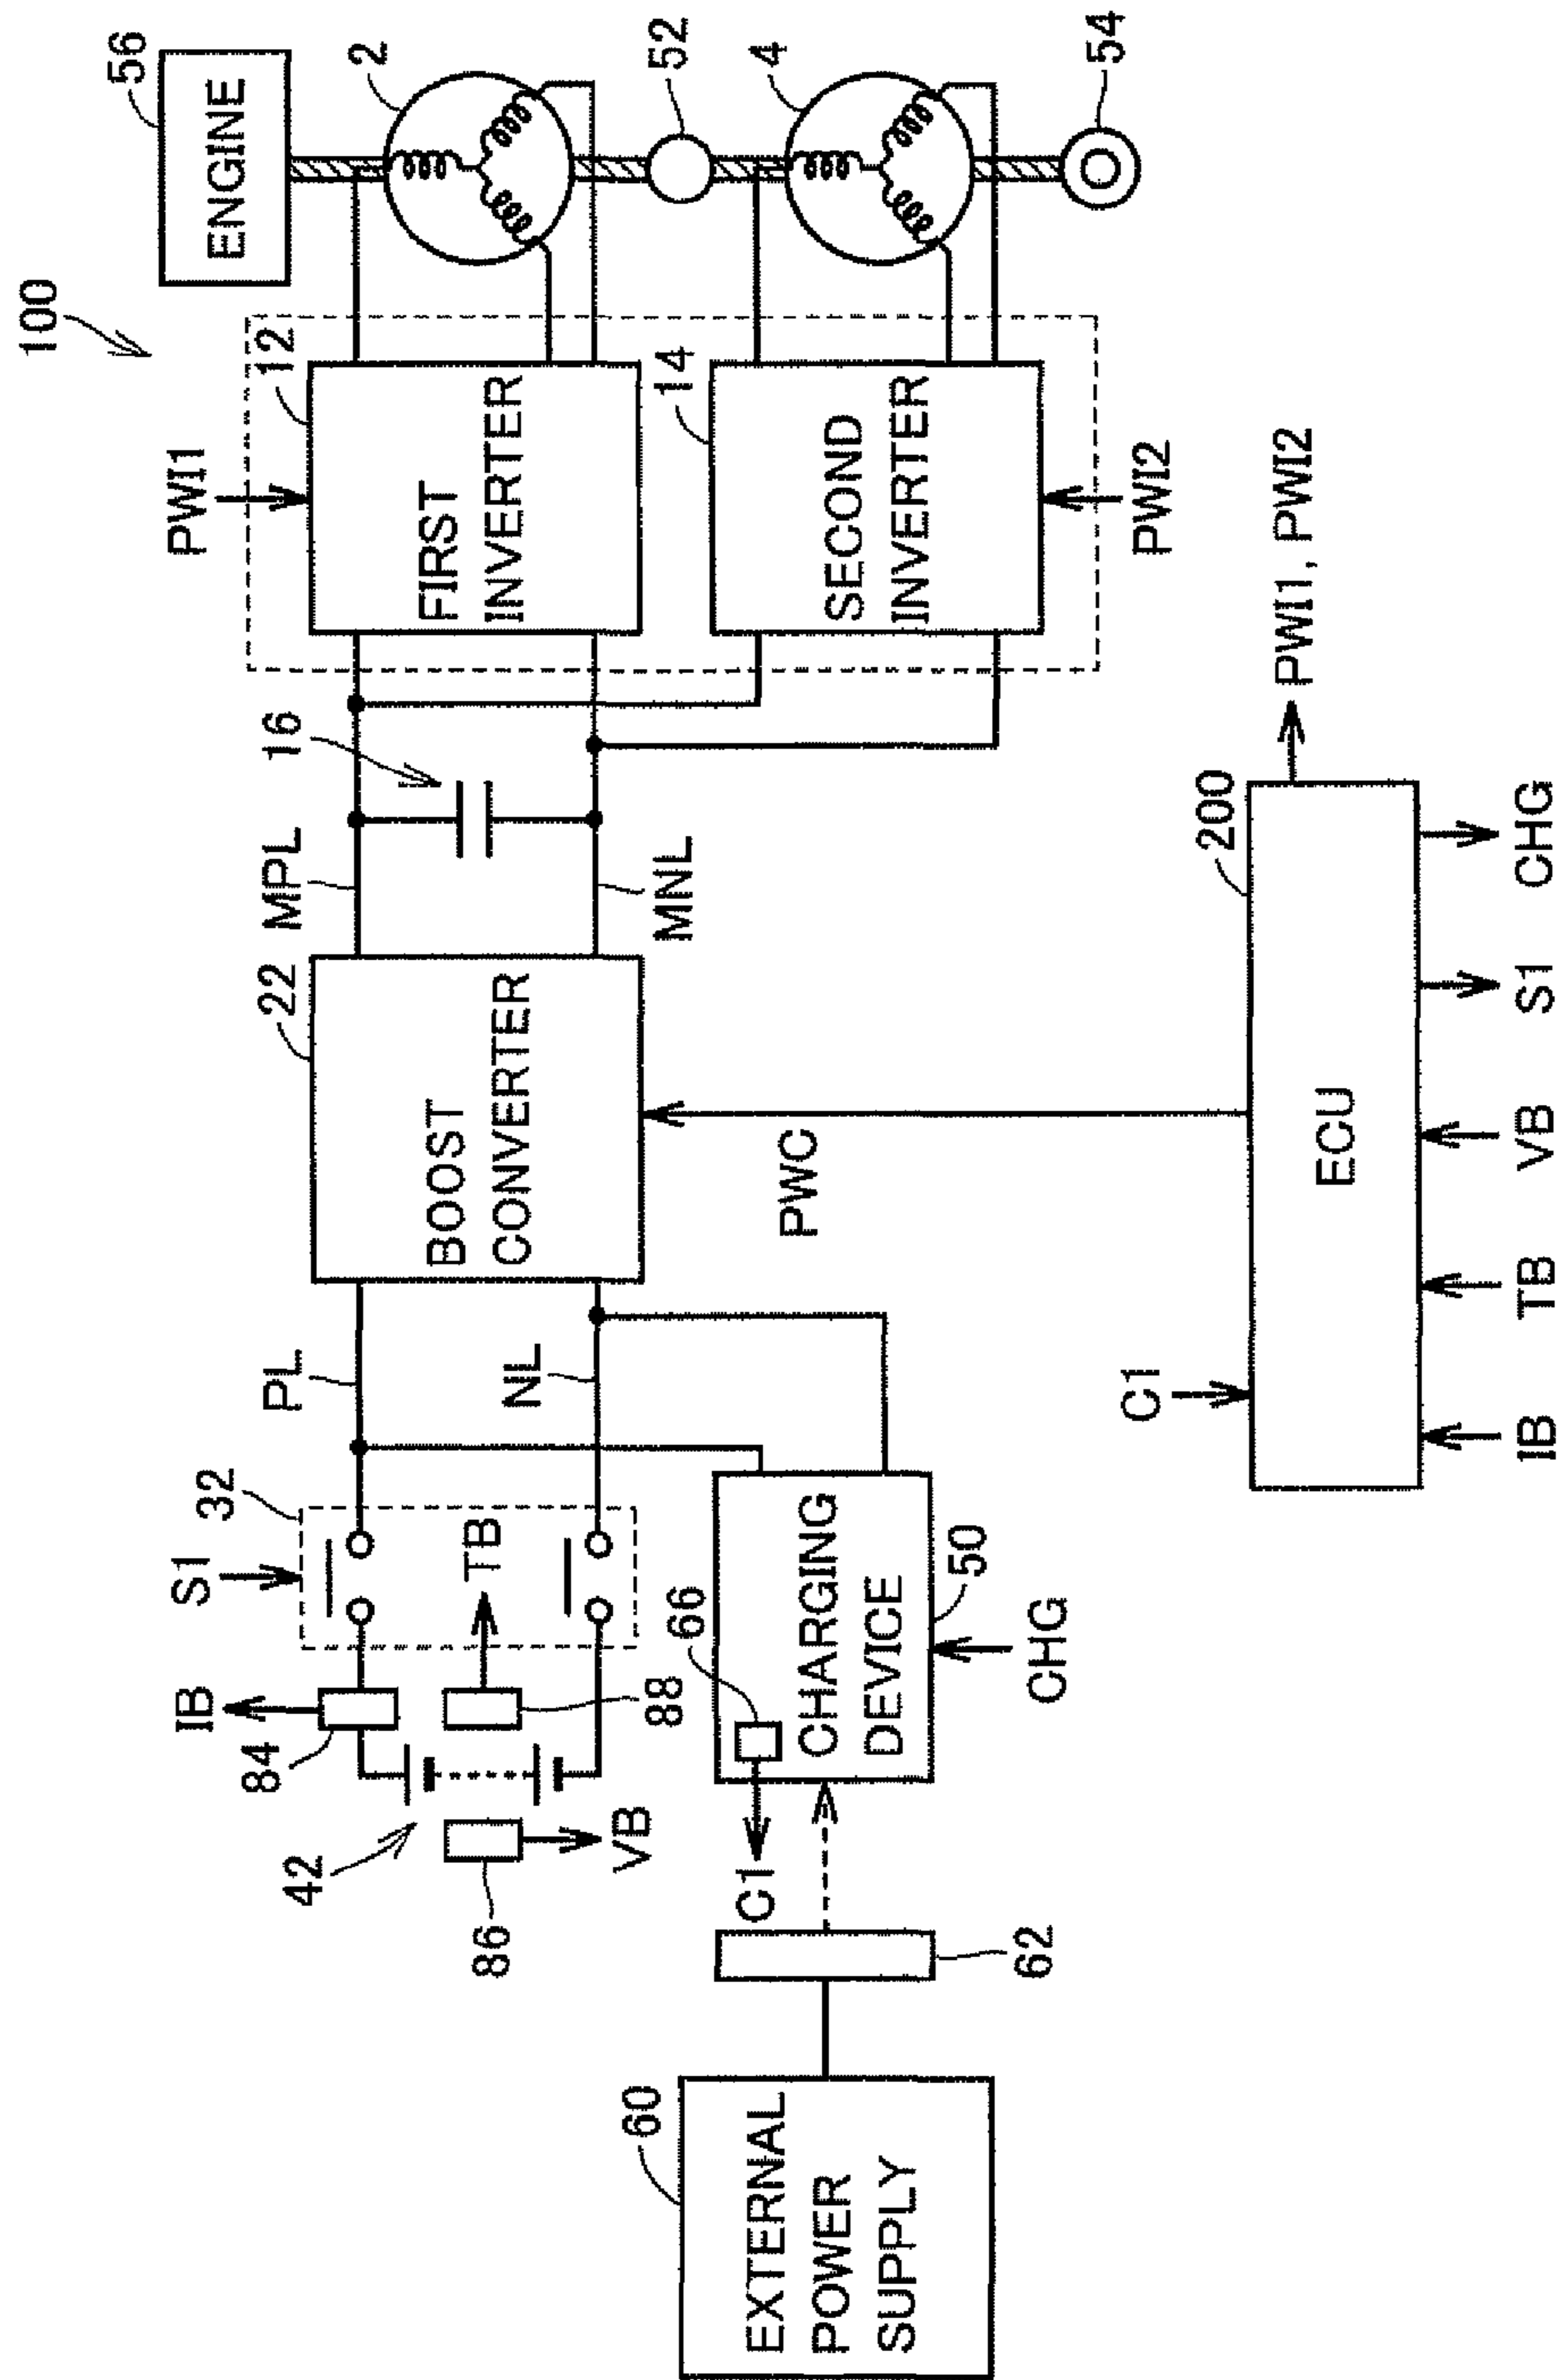 100
56
ENGINE
2
52
4
54
PWI1
12
FIRST
INVERTER
14
SECOND
INVERTER
PWI2
16
MPL
MNL
22
BOOST
CONVERTER
PWC
PL
NL
S1
32
TB
IB
84
88
42
86
VB
66
C1
CHARGING
DEVICE
50
CHG
62
60
EXTERNAL
POWER
SUPPLY
200
ECU
C1
IB
TB
VB
S1
CHG
PWI1, PWI2